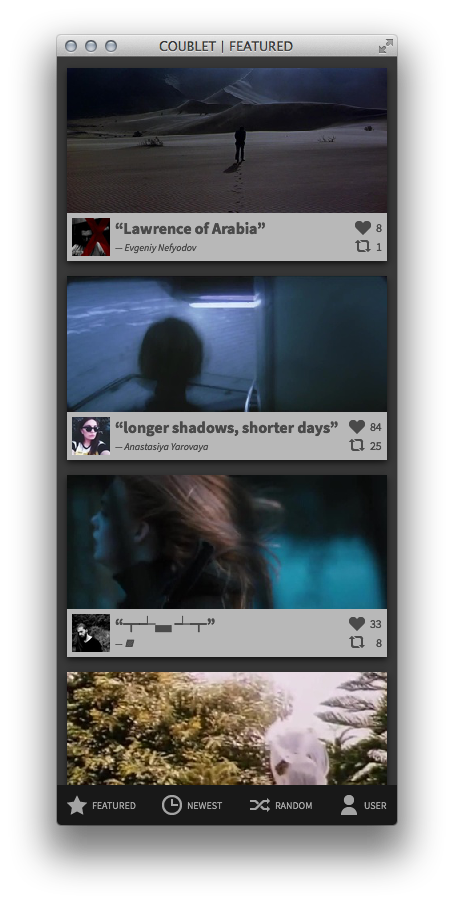 COUBLET | FEATURED
“Lawrence of Arabia”
— Evgeniy Nefyodov
8
1
“longer shadows, shorter days”
— Anastasiya Yarovaya
84
25
33
8
FEATURED NEWEST RANDOM USER